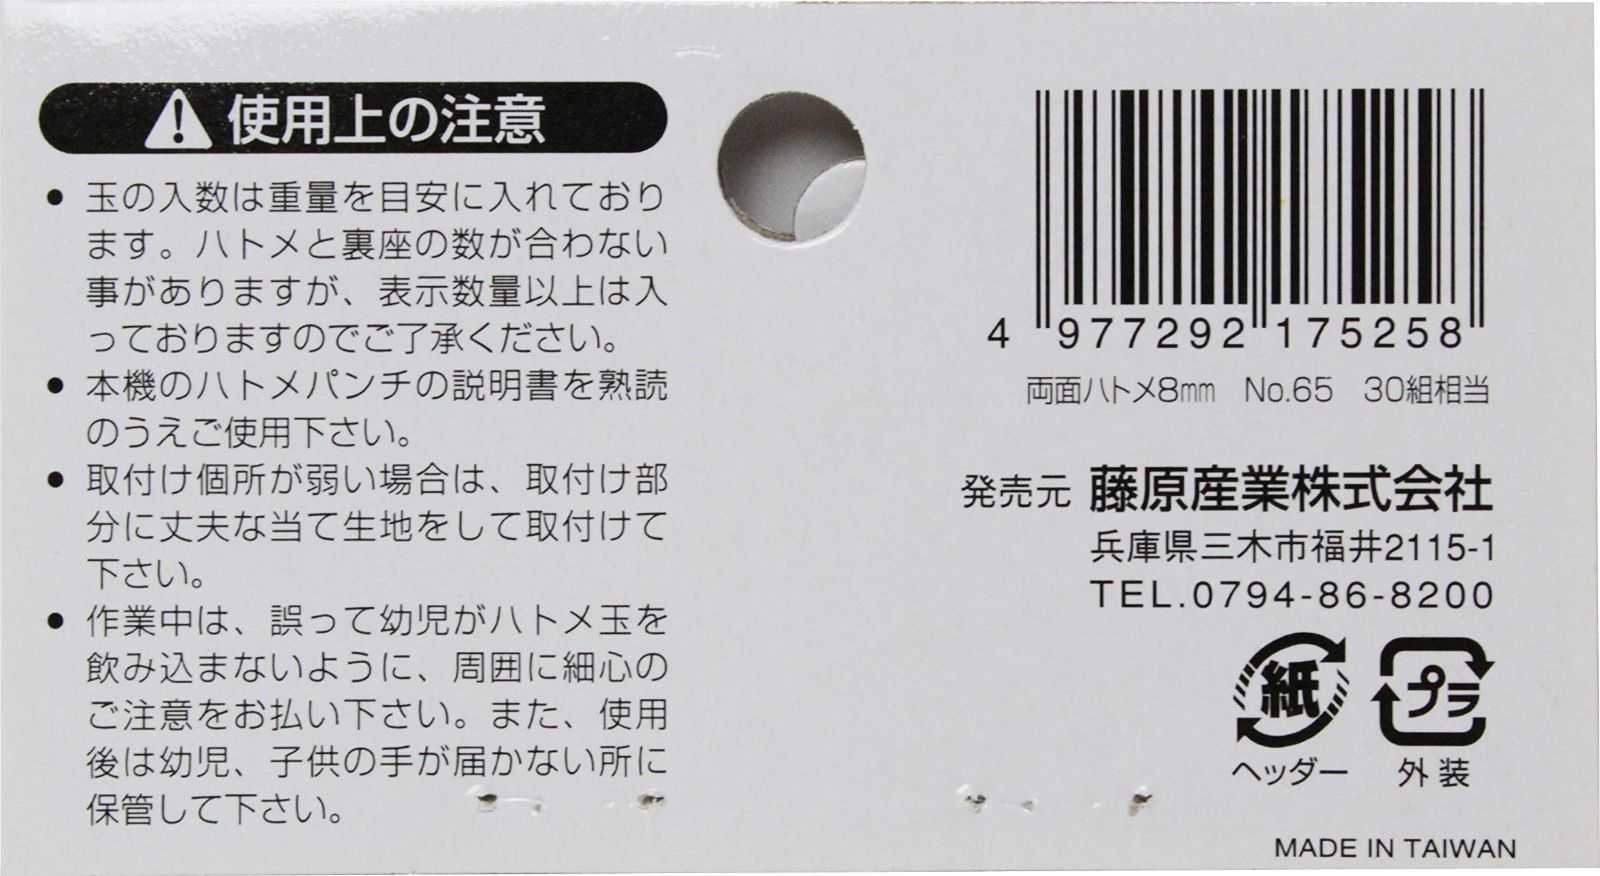 使用上の注意
● 玉の入数は重量を目安に入れており
ます。ハトメと裏座の数が合わない
事がありますが、表示数量以上は入
っておりますのでご了承ください。
● 本機のハトメパンチの説明書を熟読
のうえご使用下さい。
● 取付け個所が弱い場合は、取付け部
分に丈夫な当て生地をして取付けて
下さい。
● 作業中は、誤って幼児がハトメ玉を
飲み込まないように、周囲に細心の
ご注意をお払い下さい。また、使用
後は幼児、子供の手が届かない所に
保管して下さい。
4 977292 175258
両面ハトメ8mm No.65 30組相当
発売元 藤原産業株式会社
兵庫県三木市福井2115-1
TEL.0794-86-8200
紙 プラ
ヘッダー 外装
MADE IN TAIWAN